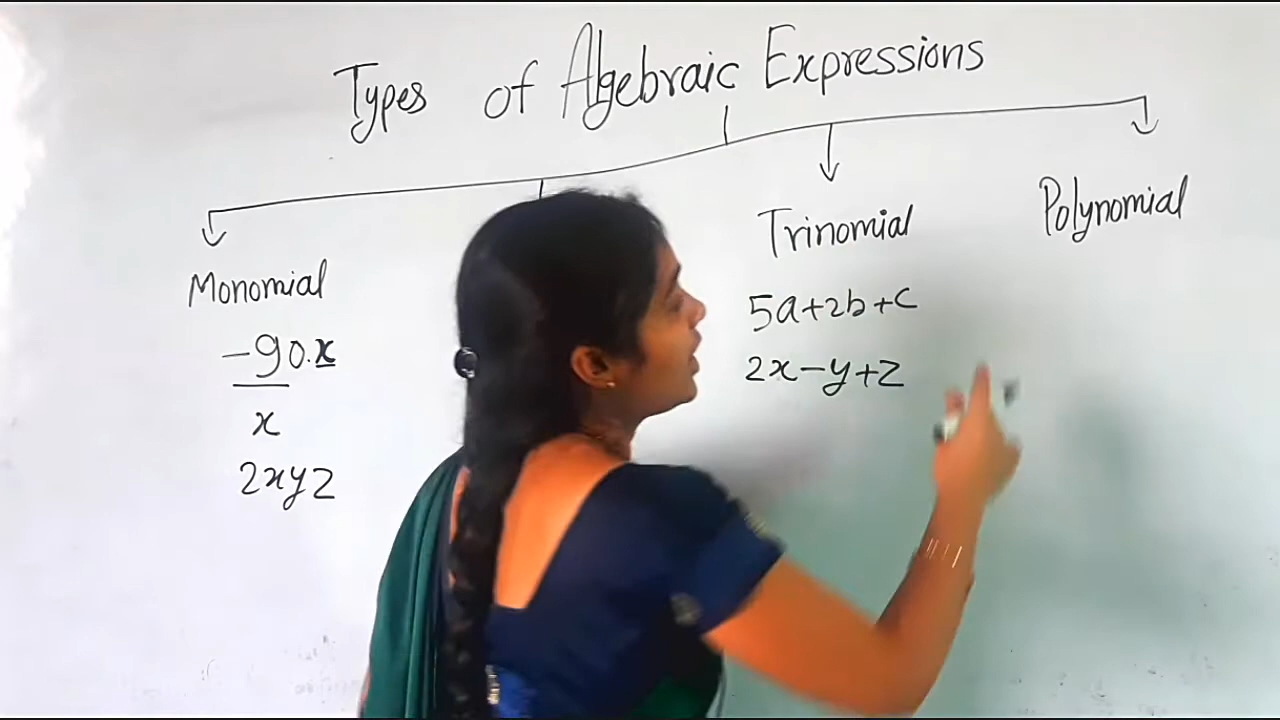 Types of Algebraic Expressions
Monomial
-90.x
x
2xyz
Trinomial
5a+2b+c
2x-y+z
Polynomial